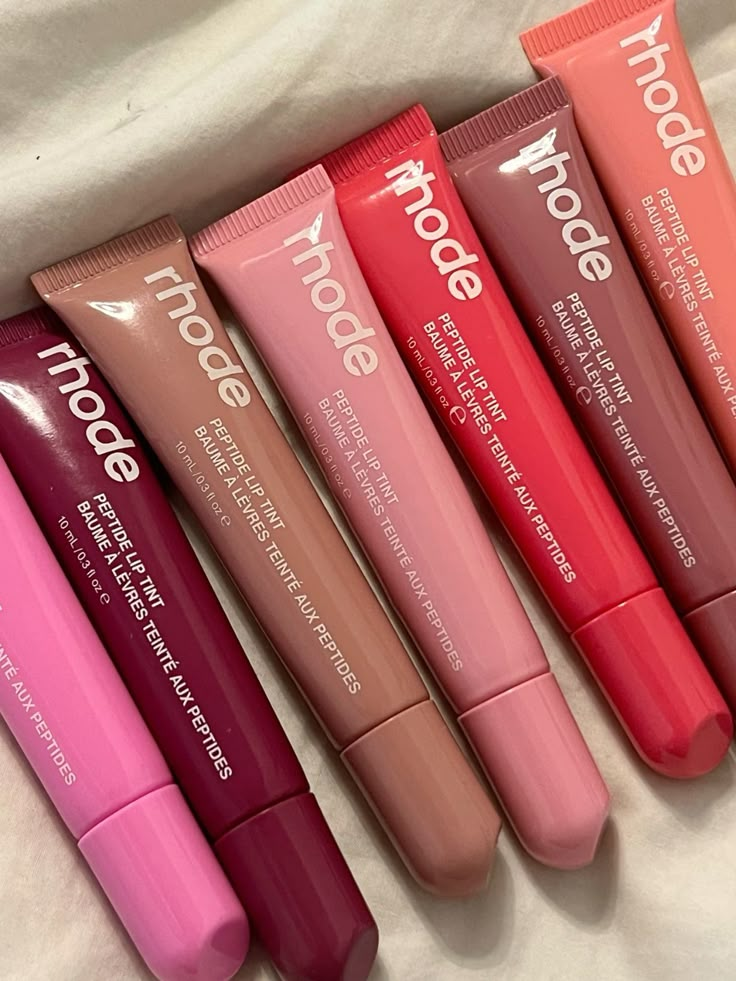 NTÉ AUX PEPTIDES
rhode
PEPTIDE LIP TINT
BAUME À LÈVRES TEINTÉ AUX PEPTIDES
10 mL/0.3 fl oz ℮
rhode
PEPTIDE LIP TINT
BAUME À LÈVRES TEINTÉ AUX PEPTIDES
10 mL/0.3 fl oz ℮
rhode
PEPTIDE LIP TINT
BAUME À LÈVRES TEINTÉ AUX PEPTIDES
10 mL/0.3 fl oz ℮
rhode
PEPTIDE LIP TINT
BAUME À LÈVRES TEINTÉ AUX PEPTIDES
10 mL/0.3 fl oz ℮
rhode
PEPTIDE LIP TINT
BAUME À LÈVRES TEINTÉ AUX PEPTIDES
10 mL/0.3 fl oz ℮
rhode
PEPTIDE LIP TINT
BAUME À LÈVRES TEINTÉ AUX PE
10 mL/0.3 fl oz ℮